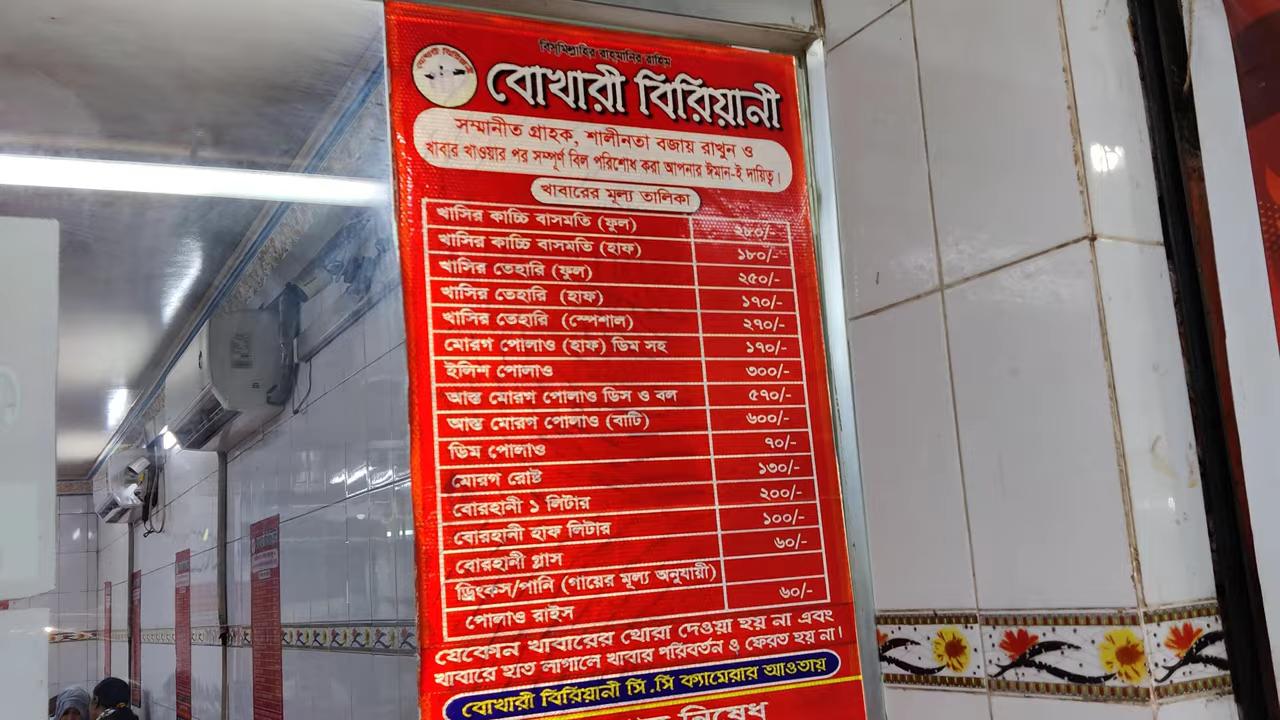 বিস্‌মিল্লাহির রাহ্‌মানির রাহিম
বোখারী বিরিয়ানী
সম্মানীত গ্রাহক, শালীনতা বজায় রাখুন ও
খাবার খাওয়ার পর সম্পূর্ণ বিল পরিশোধ করা আপনার ঈমান-ই দায়িত্ব।
খাবারের মূল্য তালিকা
খাসির কাচ্চি বাসমতি (ফুল) ২৮০/-
খাসির কাচ্চি বাসমতি (হাফ) ১৮০/-
খাসির তেহারি (ফুল) ২৫০/-
খাসির তেহারি (হাফ) ১৭০/-
খাসির তেহারি (স্পেশাল) ২৭০/-
মোরগ পোলাও (হাফ) ডিম সহ ১৭০/-
ইলিশ পোলাও ৩০০/-
আস্ত মোরগ পোলাও ডিস ও বল ৫৭০/-
আস্ত মোরগ পোলাও (বাটি) ৬০০/-
ডিম পোলাও ৭০/-
মোরগ রোষ্ট ১৩০/-
বোরহানী ১ লিটার ২০০/-
বোরহানী হাফ লিটার ১০০/-
বোরহানী গ্লাস ৬০/-
ড্রিংকস/পানি (গায়ের মূল্য অনুযায়ী)
পোলাও রাইস ৬০/-
যেকোন খাবারের থোরা দেওয়া হয় না এবং
খাবারে হাত লাগালে খাবার পরিবর্তন ও ফেরত হয় না।
বোখারী বিরিয়ানী সি.সি ক্যামেরার আওতায়
নিষেধ